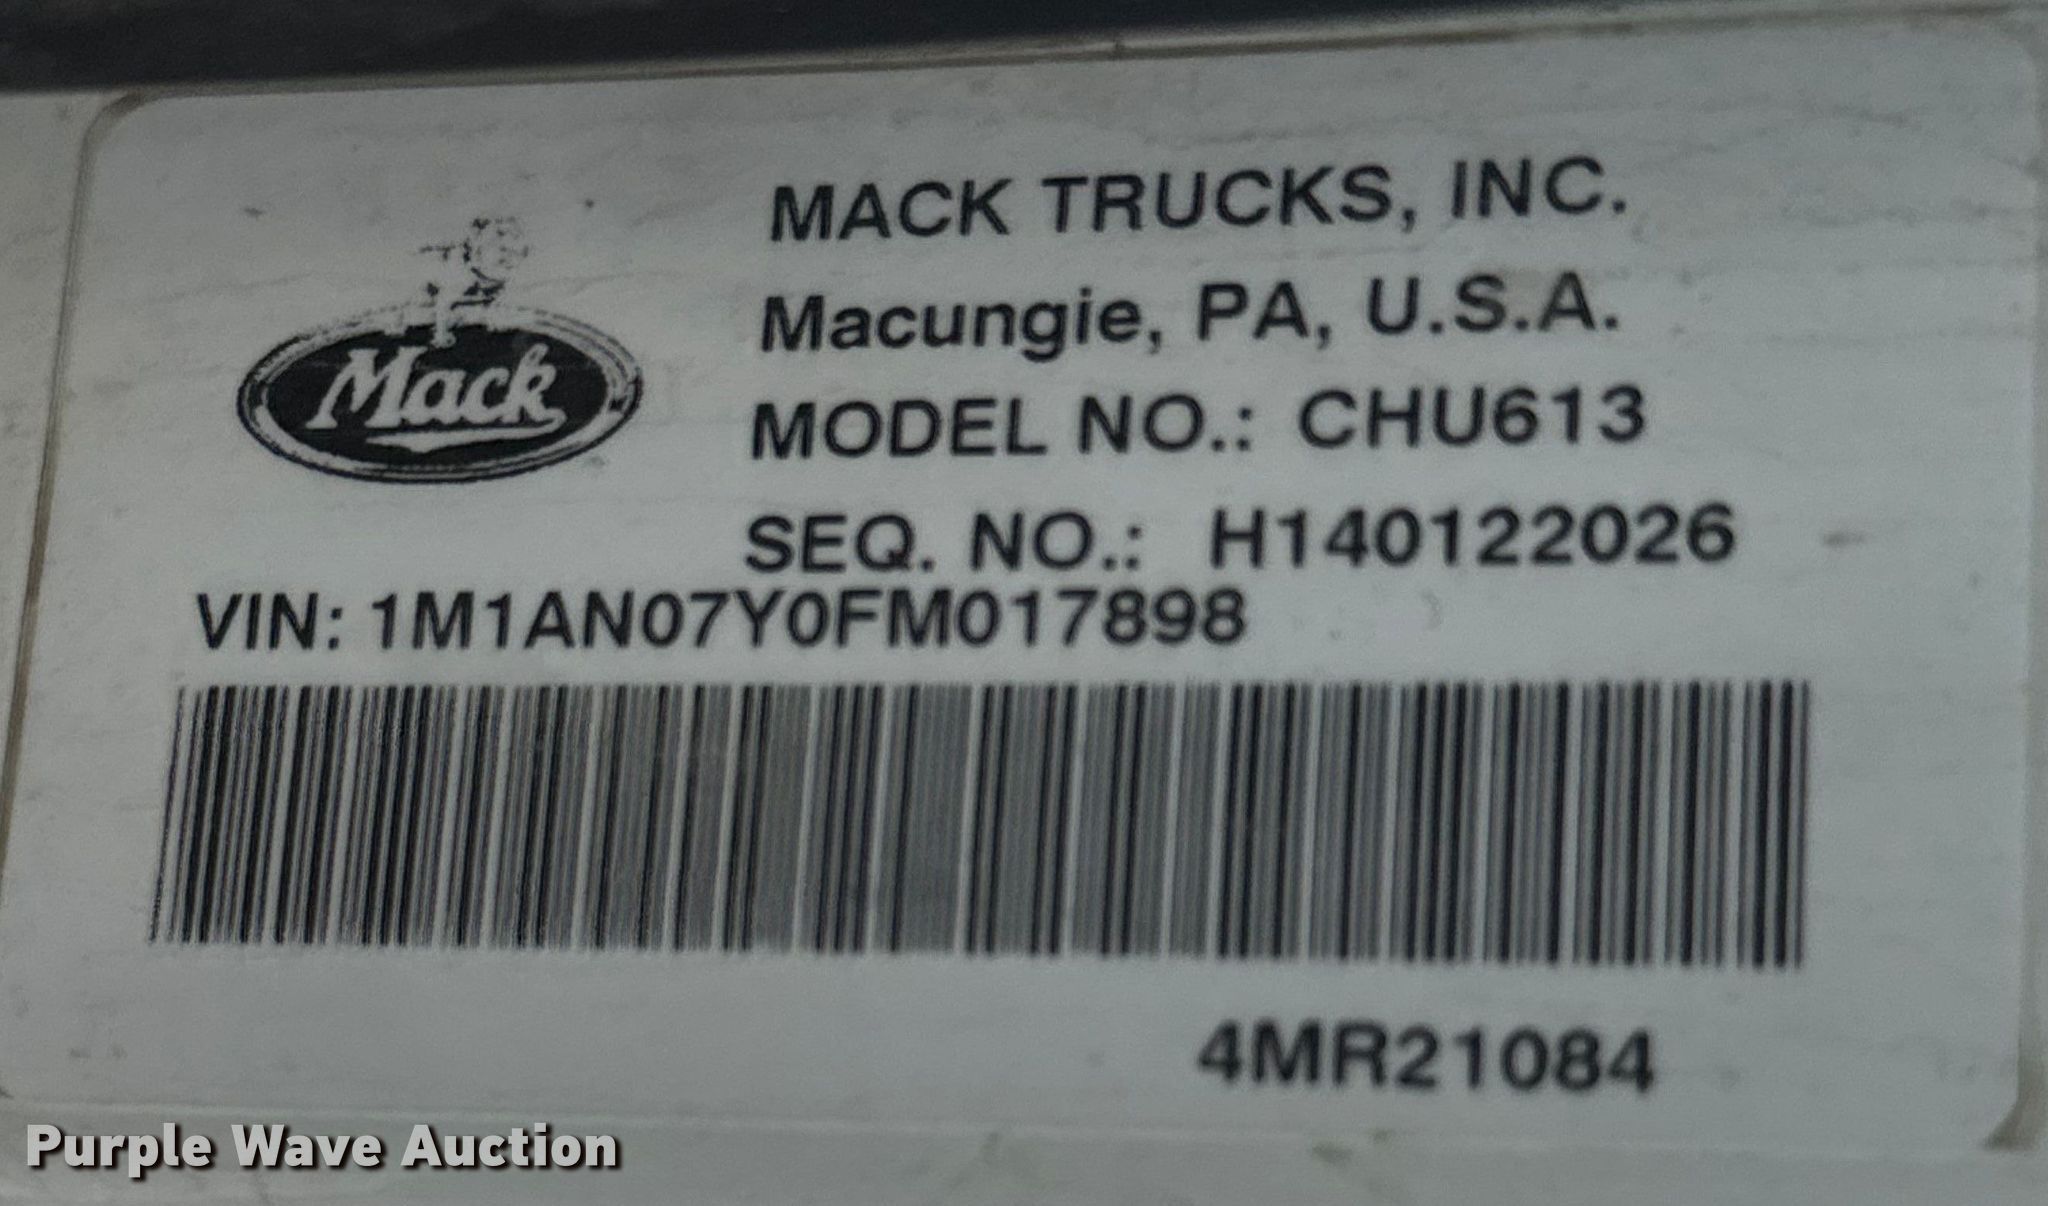 MACK TRUCKS, INC.
Macungie, PA, U.S.A.
Mack
MODEL NO.: CHU613
SEQ. NO.: H140122026
VIN: 1M1AN07Y0FM017898
4MR21084
Purple Wave Auction